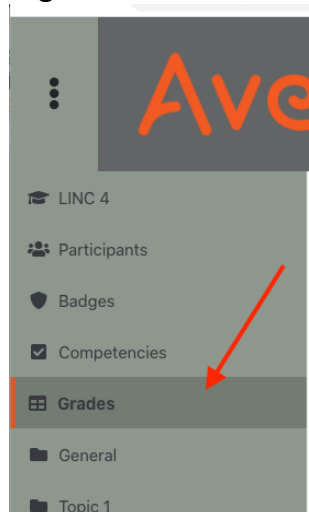 Ave
LINC 4
Participants
Badges
Competencies
Grades
General
Topic 1